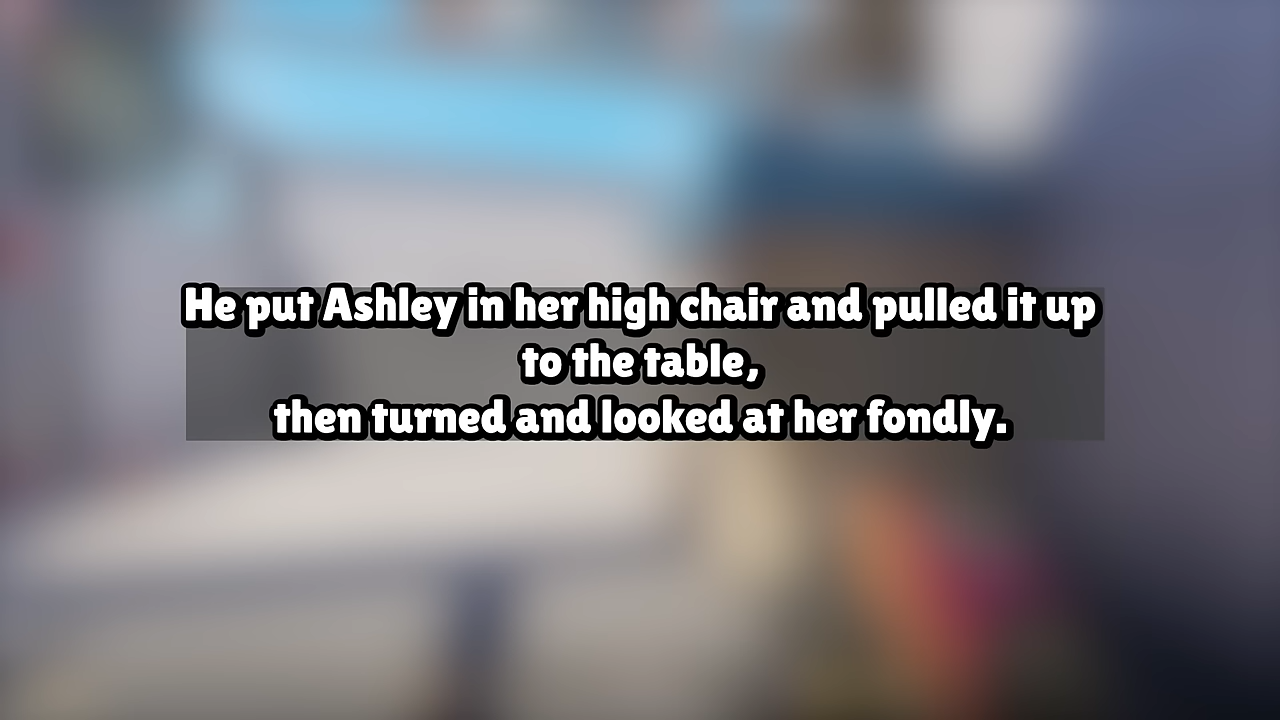 He put Ashley in her high chair and pulled it up
to the table,
then turned and looked at her fondly.